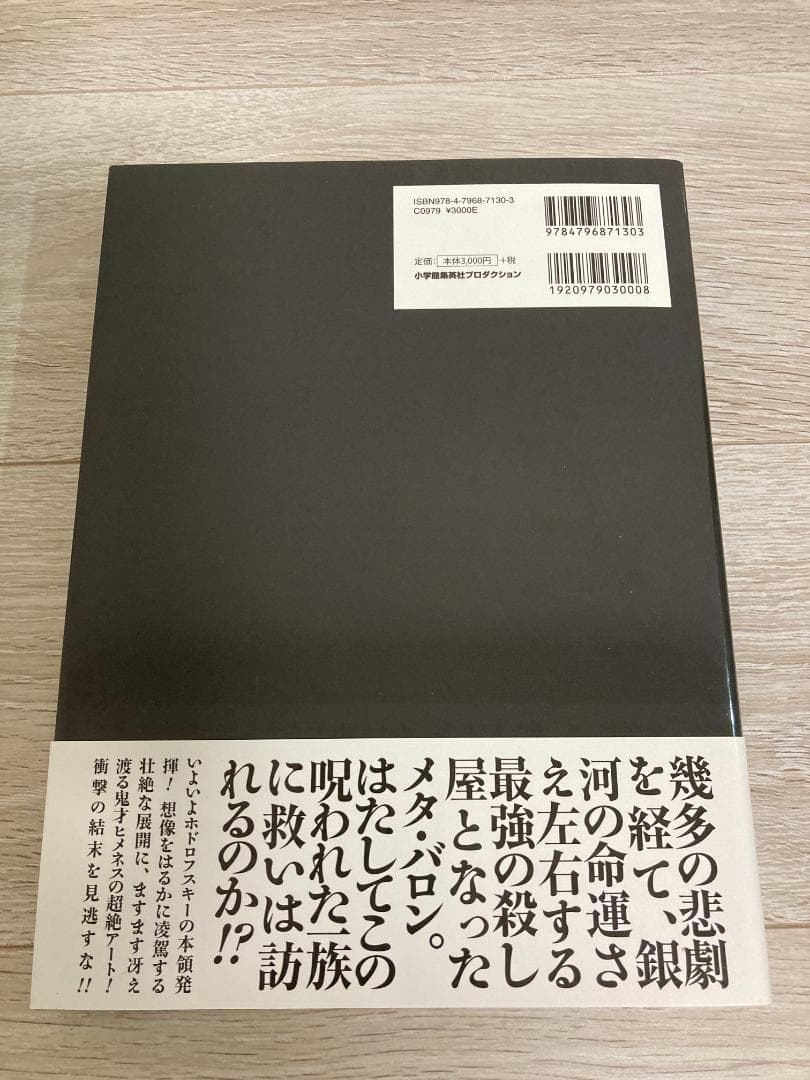 ISBN978-4-7968-7130-3
C0979 ¥3000E
9784796871303
定価: 本体3,000円 +税
小学館集英社プロダクション
1920979030008
幾多の悲劇
を経て、銀
河の命運さ
え左右する
最強の殺し
屋となった
メタ・バロン。
はたしてこの
呪われた一族
に救いは訪
れるのか!?
いよいよホドロフスキーの本領発
揮！想像をはるかに凌駕する
壮絶な展開に、ますます冴え
渡る鬼才ヒメネスの超絶アート！
衝撃の結末を見逃すな!!